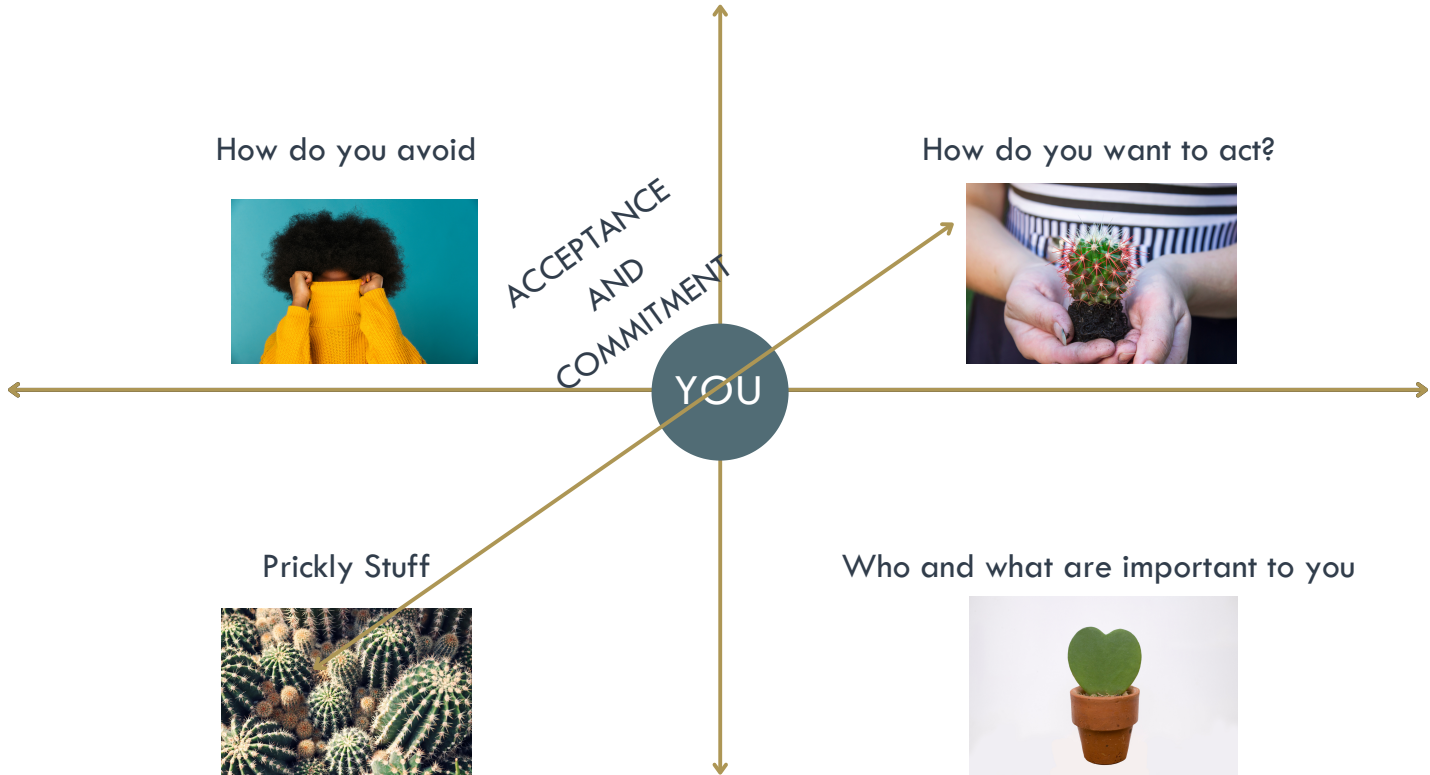 How do you avoid
How do you want to act?
ACCEPTANCE
AND
COMMITMENT
YOU
Prickly Stuff
Who and what are important to you